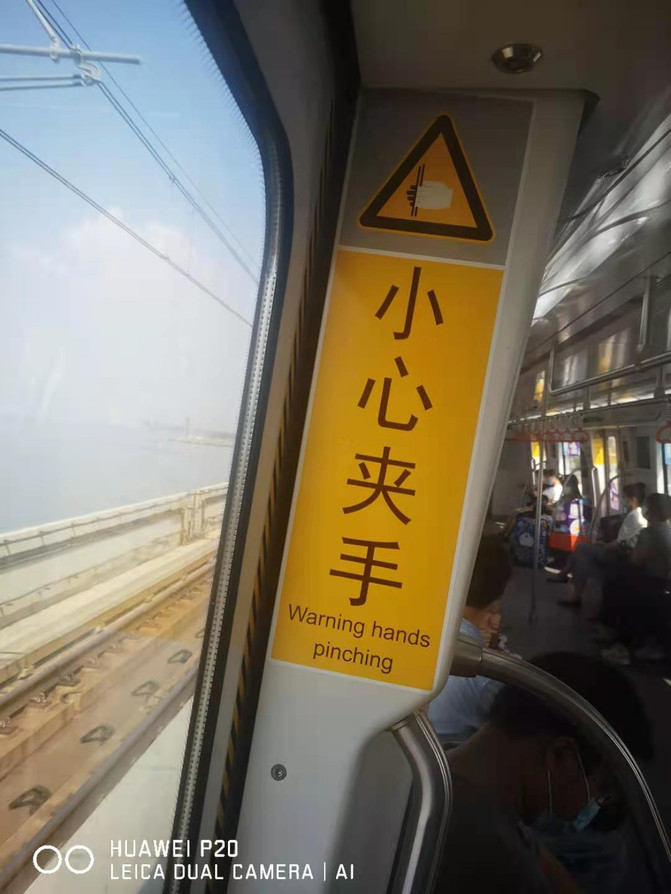 小心夹手
Warning hands
pinching
HUAWEI P20
LEICA DUAL CAMERA | AI